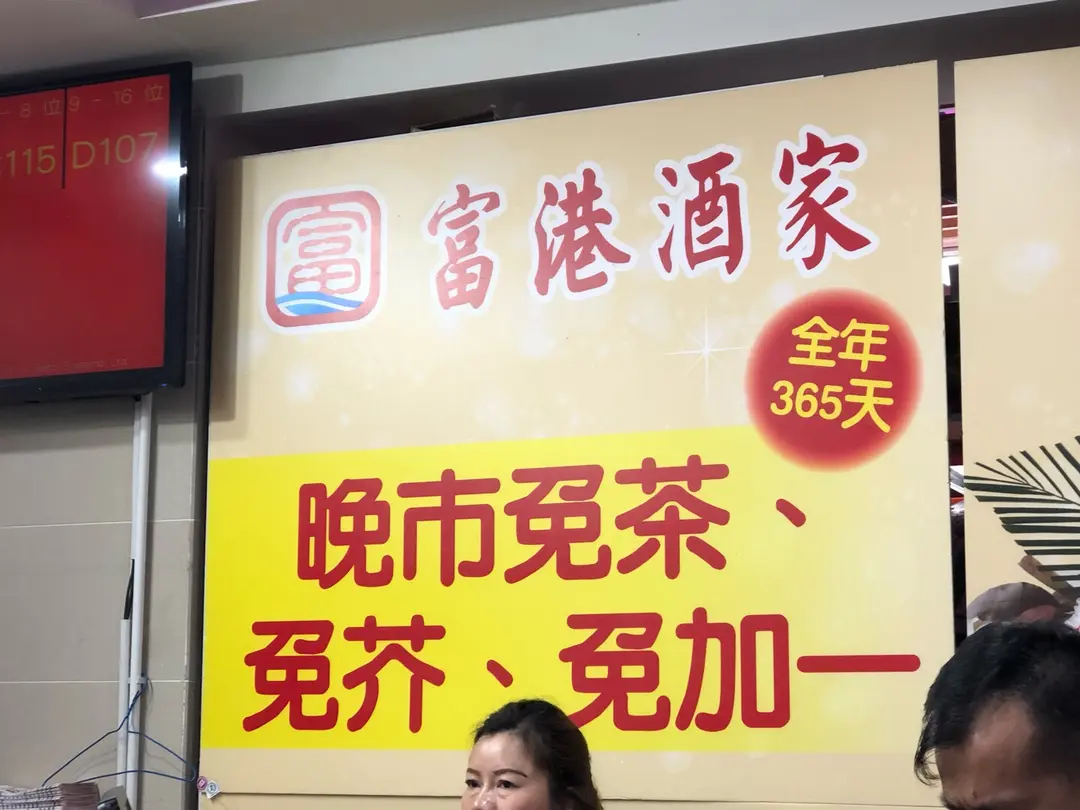 8 位 9 - 16 位
115 D107
富
富港酒家
全年
365天
晚市免茶、
免芥、免加一